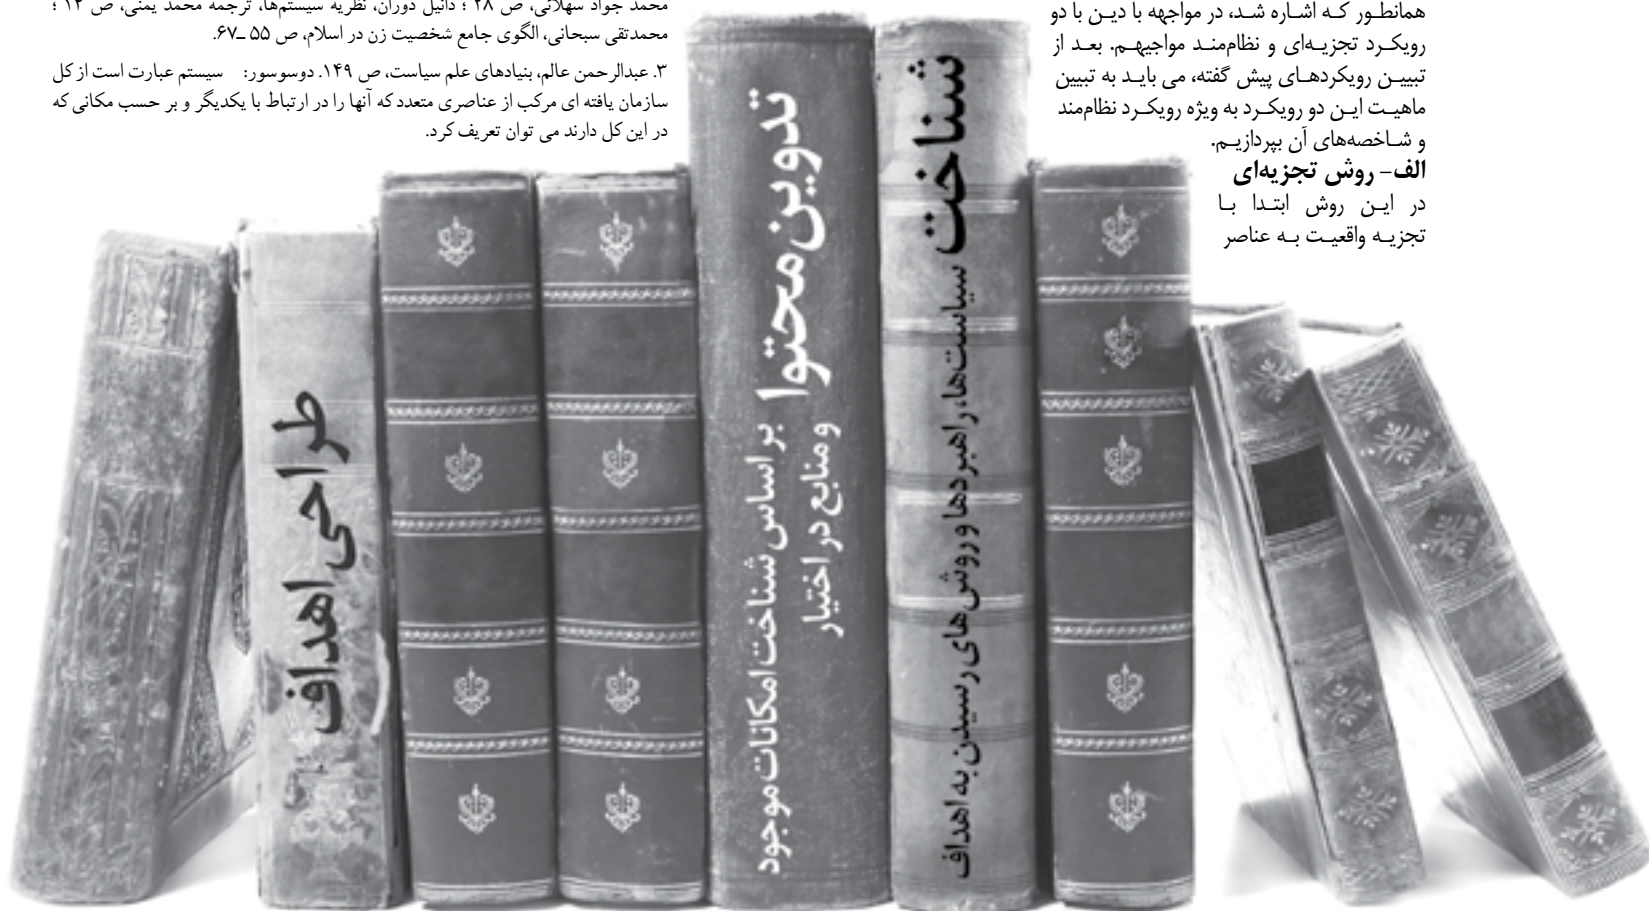 همانطور که اشاره شد، در مواجهه با دین با دو
رویکرد تجزیه‌ای و نظام‌مند مواجهیم. بعد از
تبیین رویکردهای پیش گفته، می باید به تبیین
ماهیت این دو رویکرد به ویژه رویکرد نظام‌مند
و شاخصه‌های آن بپردازیم.
الف- روش تجزیه‌ای
در این روش ابتدا با
تجزیه واقعیت به عناصر
محمد جواد سهلانی، ص ۲۸ ؛ دانیل دوران، نظریه سیستم‌ها، ترجمه محمد یمنی، ص ۱۲ ؛
محمدتقی سبحانی، الگوی جامع شخصیت زن در اسلام، ص ۵۵ ـ۶۷.
۳. عبدالرحمن عالم، بنیادهای علم سیاست، ص ۱۴۹. دوسوسور: سیستم عبارت است از کل
سازمان یافته ای مرکب از عناصری متعدد که آنها را در ارتباط با یکدیگر و بر حسب مکانی که
در این کل دارند می توان تعریف کرد.
شناخت سیاست‌ها، راهبردها و روش‌های رسیدن به اهداف
تدوین محتوا بر اساس شناخت امکانات موجود
و منابع در اختیار
طراحی اهداف